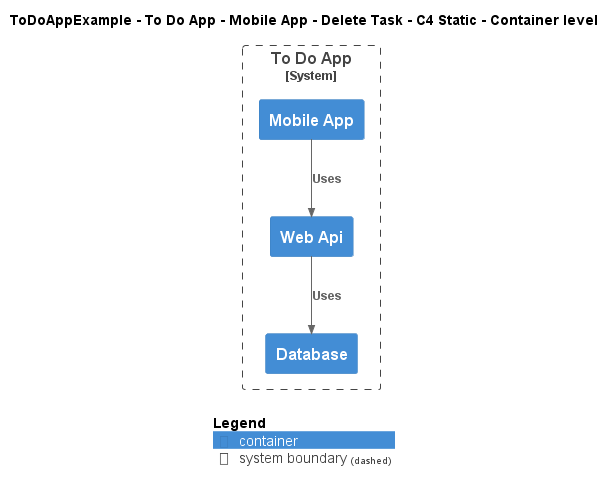 ToDoAppExample - To Do App - Mobile App - Delete Task - C4 Static - Container level
To Do App
[System]
Mobile App
Uses
Web Api
Uses
Database
Legend
container
system boundary (dashed)